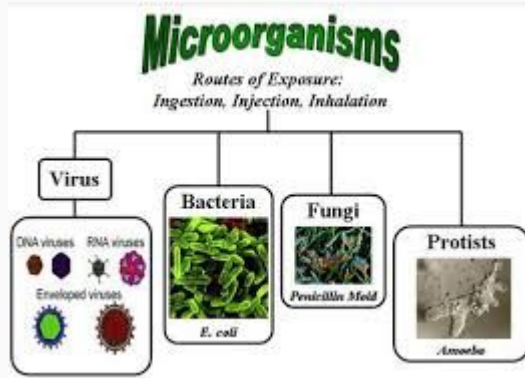 Microorganisms
Routes of Exposure:
Ingestion, Injection, Inhalation
Virus
DNA viruses RNA viruses
Enveloped viruses
Bacteria
E. coli
Fungi
Penicillin Mold
Protists
Amoeba